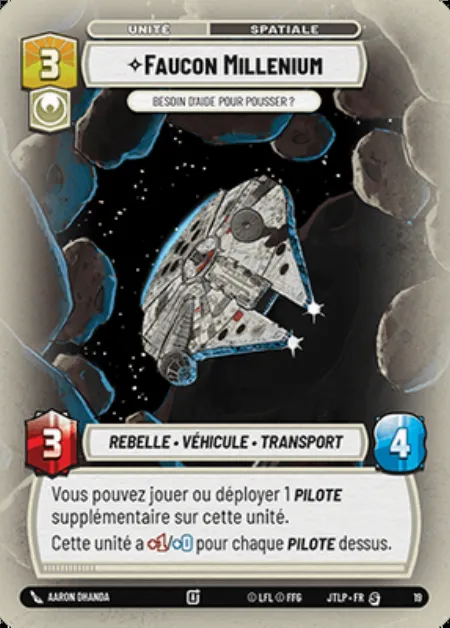 UNITÉ SPATIALE
3 FAUCON MILLENIUM
BESOIN D'AIDE POUR POUSSER ?
3 REBELLE • VÉHICULE • TRANSPORT 4
Vous pouvez jouer ou déployer 1 PILOTE
supplémentaire sur cette unité.
Cette unité a +1/+0 pour chaque PILOTE dessus.
AARON DHANDA © LFL © FFG JTLP • FR 19